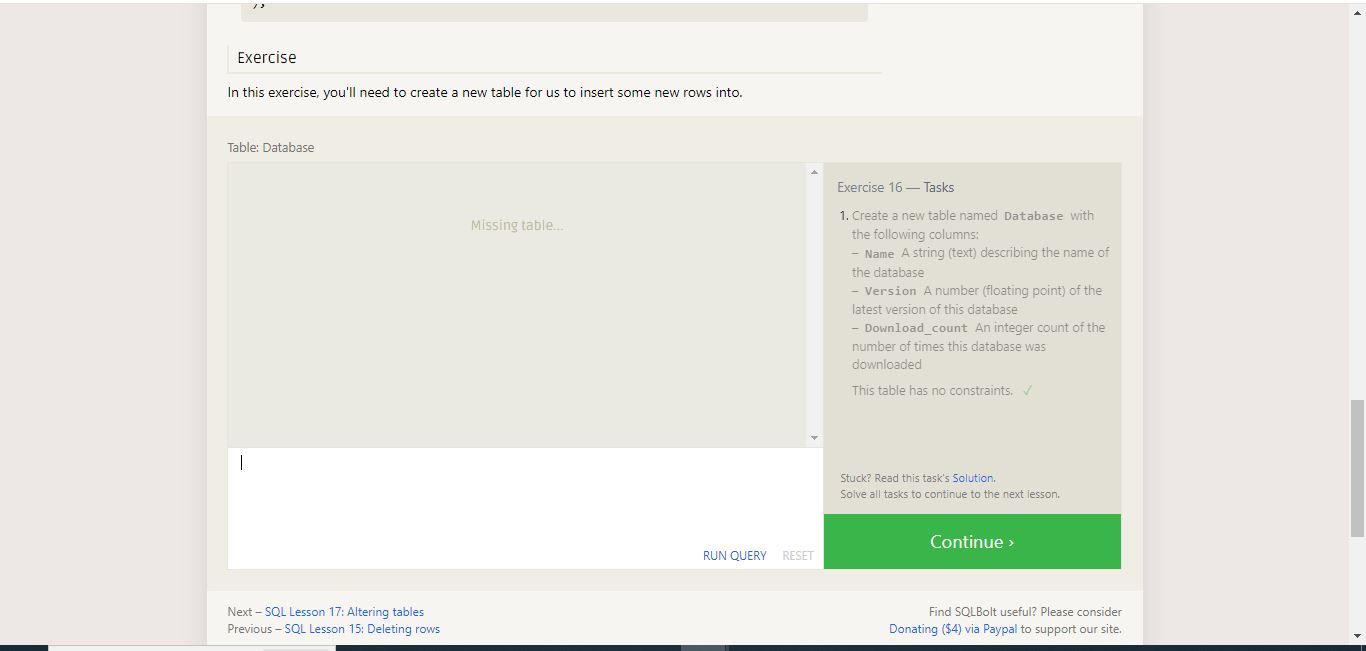 );
Exercise
In this exercise, you'll need to create a new table for us to insert some new rows into.
Table: Database
Missing table...
RUN QUERY RESET
Exercise 16 — Tasks
1. Create a new table named Database with
the following columns:
– Name A string (text) describing the name of
the database
– Version A number (floating point) of the
latest version of this database
– Download_count An integer count of the
number of times this database was
downloaded
This table has no constraints. ✓
Stuck? Read this task's Solution.
Solve all tasks to continue to the next lesson.
Continue ›
Next – SQL Lesson 17: Altering tables
Previous – SQL Lesson 15: Deleting rows
Find SQLBolt useful? Please consider
Donating ($4) via Paypal to support our site.